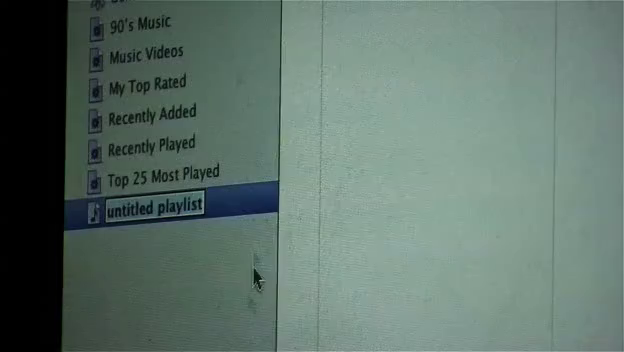 90's Music
Music Videos
My Top Rated
Recently Added
Recently Played
Top 25 Most Played
untitled playlist